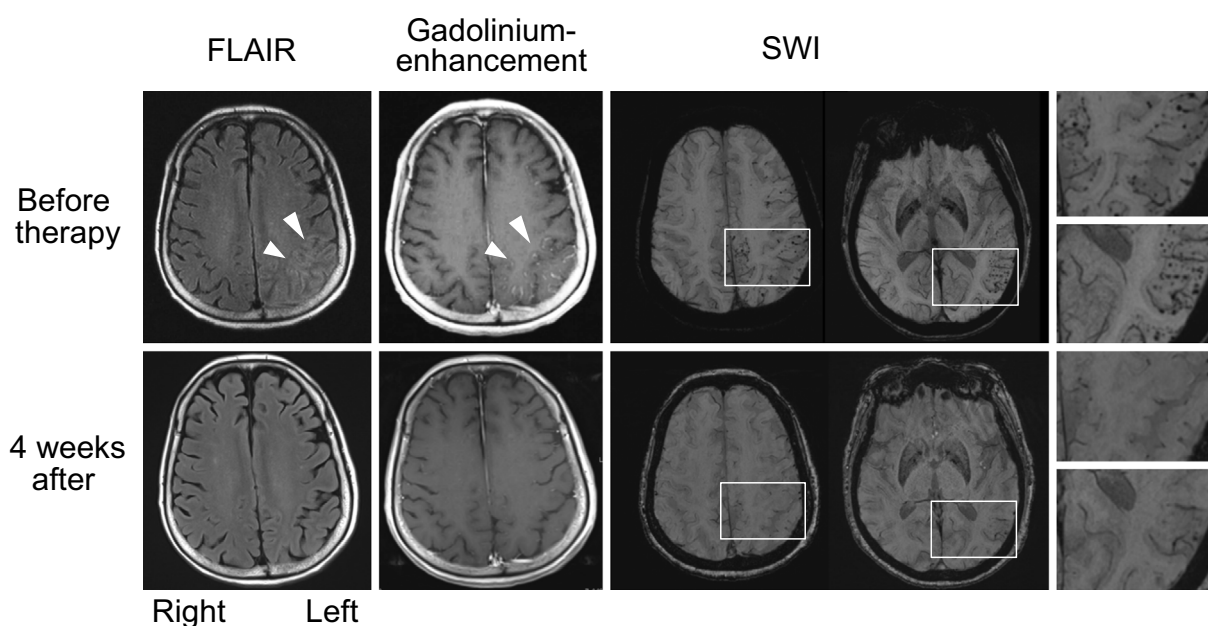 FLAIR
Gadolinium-
enhancement
SWI
Before
therapy
4 weeks
after
Right
Left